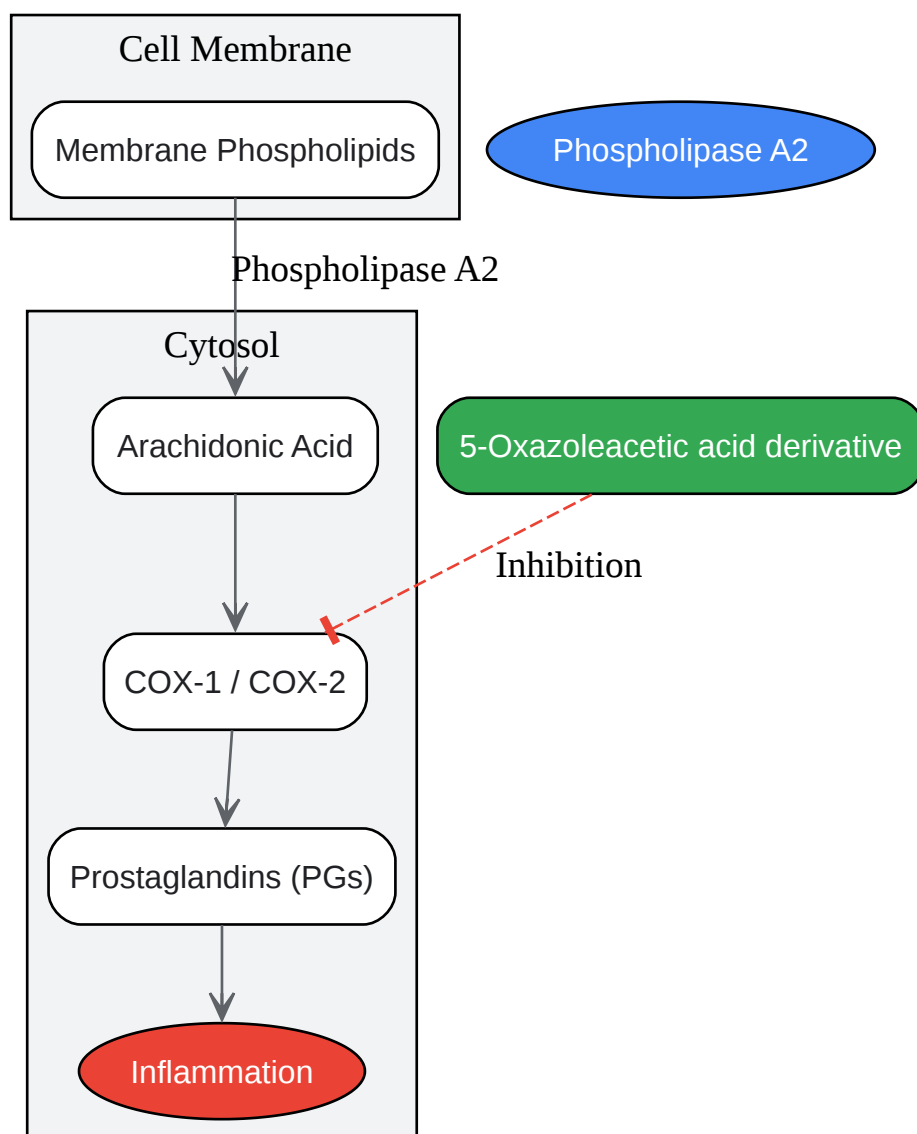 Cell Membrane
Membrane Phospholipids
Phospholipase A2
Phospholipase A2
Cytosol
Arachidonic Acid
5-Oxazoleacetic acid derivative
Inhibition
COX-1 / COX-2
Prostaglandins (PGs)
Inflammation